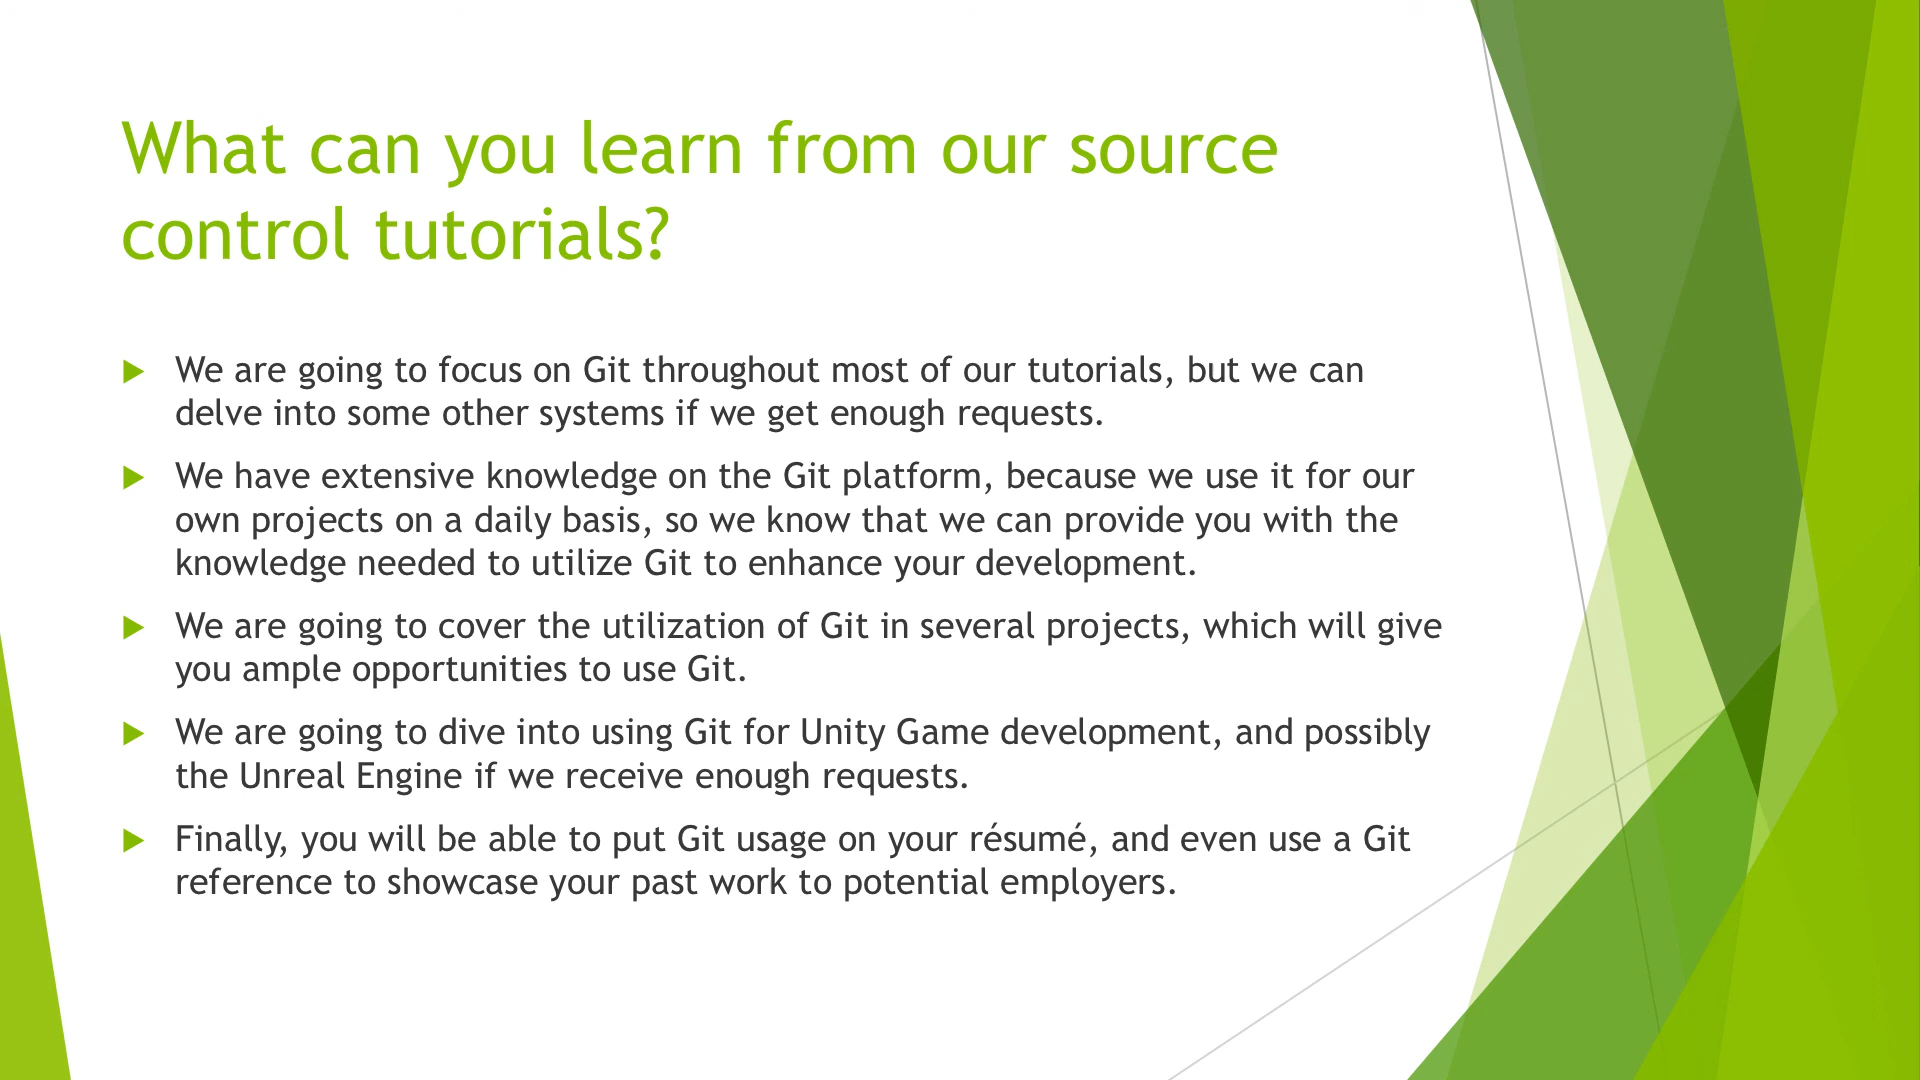 What can you learn from our source
control tutorials?
We are going to focus on Git throughout most of our tutorials, but we can
delve into some other systems if we get enough requests.
We have extensive knowledge on the Git platform, because we use it for our
own projects on a daily basis, so we know that we can provide you with the
knowledge needed to utilize Git to enhance your development.
We are going to cover the utilization of Git in several projects, which will give
you ample opportunities to use Git.
We are going to dive into using Git for Unity Game development, and possibly
the Unreal Engine if we receive enough requests.
Finally, you will be able to put Git usage on your résumé, and even use a Git
reference to showcase your past work to potential employers.